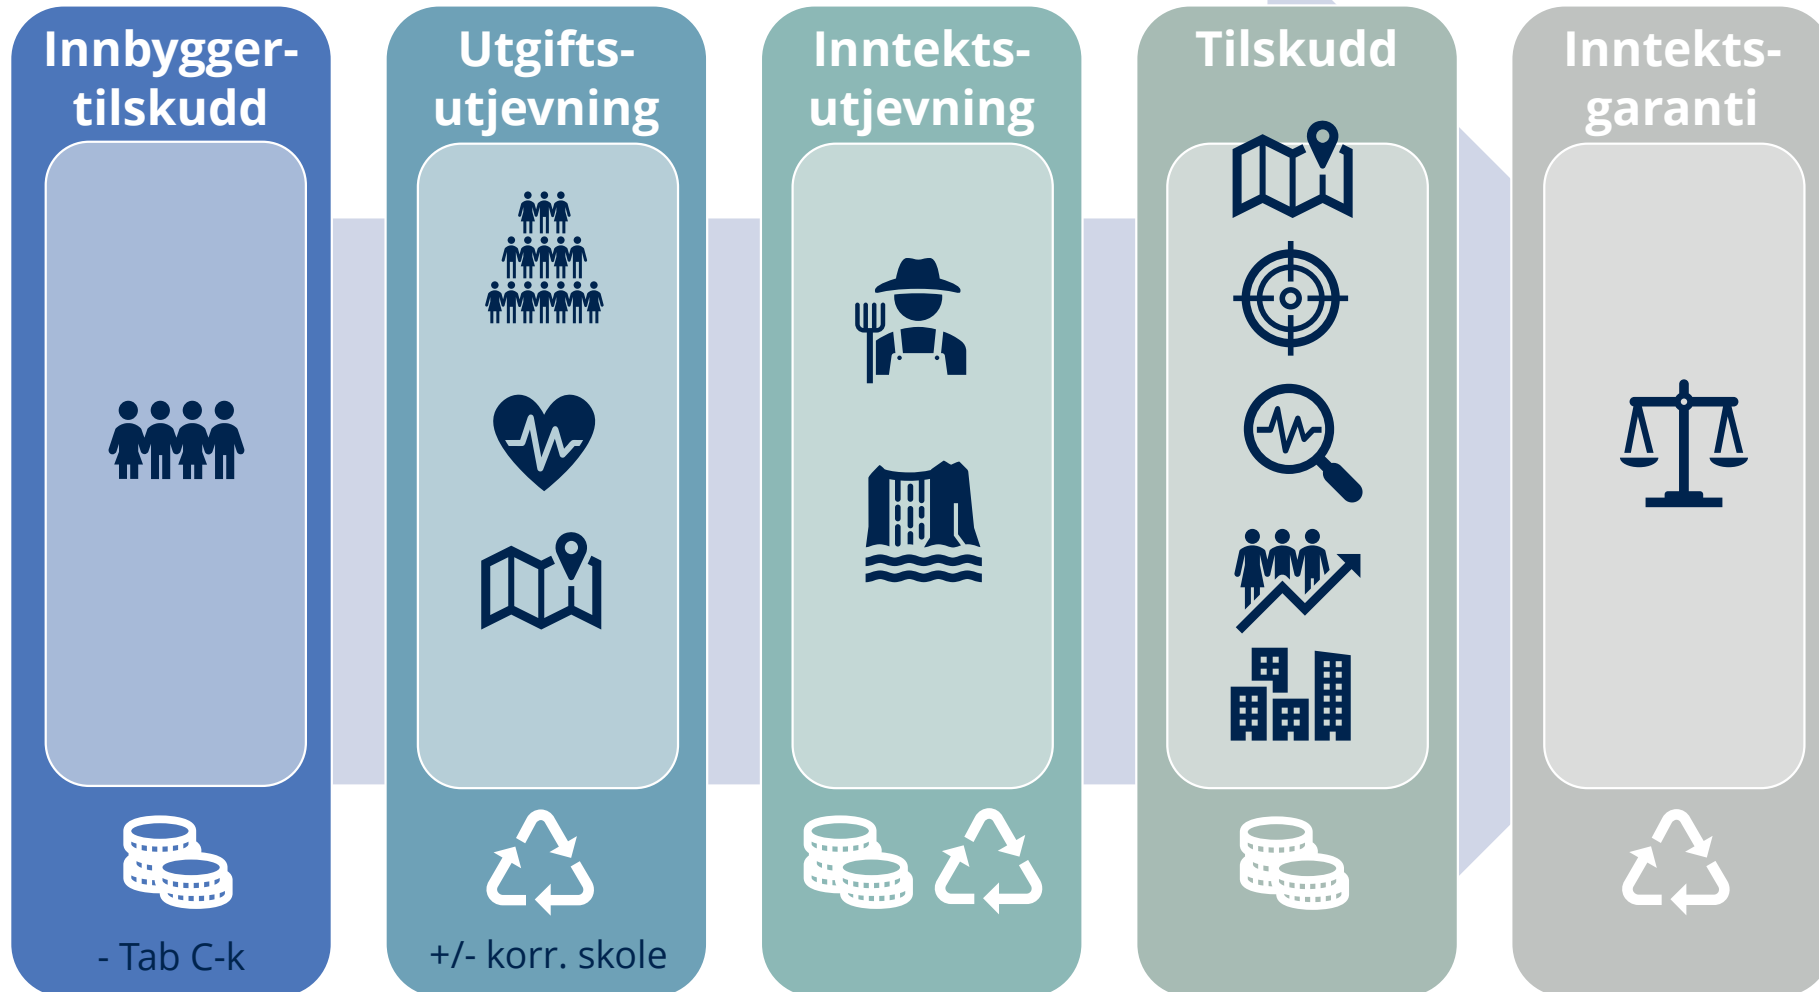 Innbygger-
tilskudd
Utgifts-
utjevning
Inntekts-
utjevning
Tilskudd
Inntekts-
garanti
- Tab C-k
+/- korr. skole